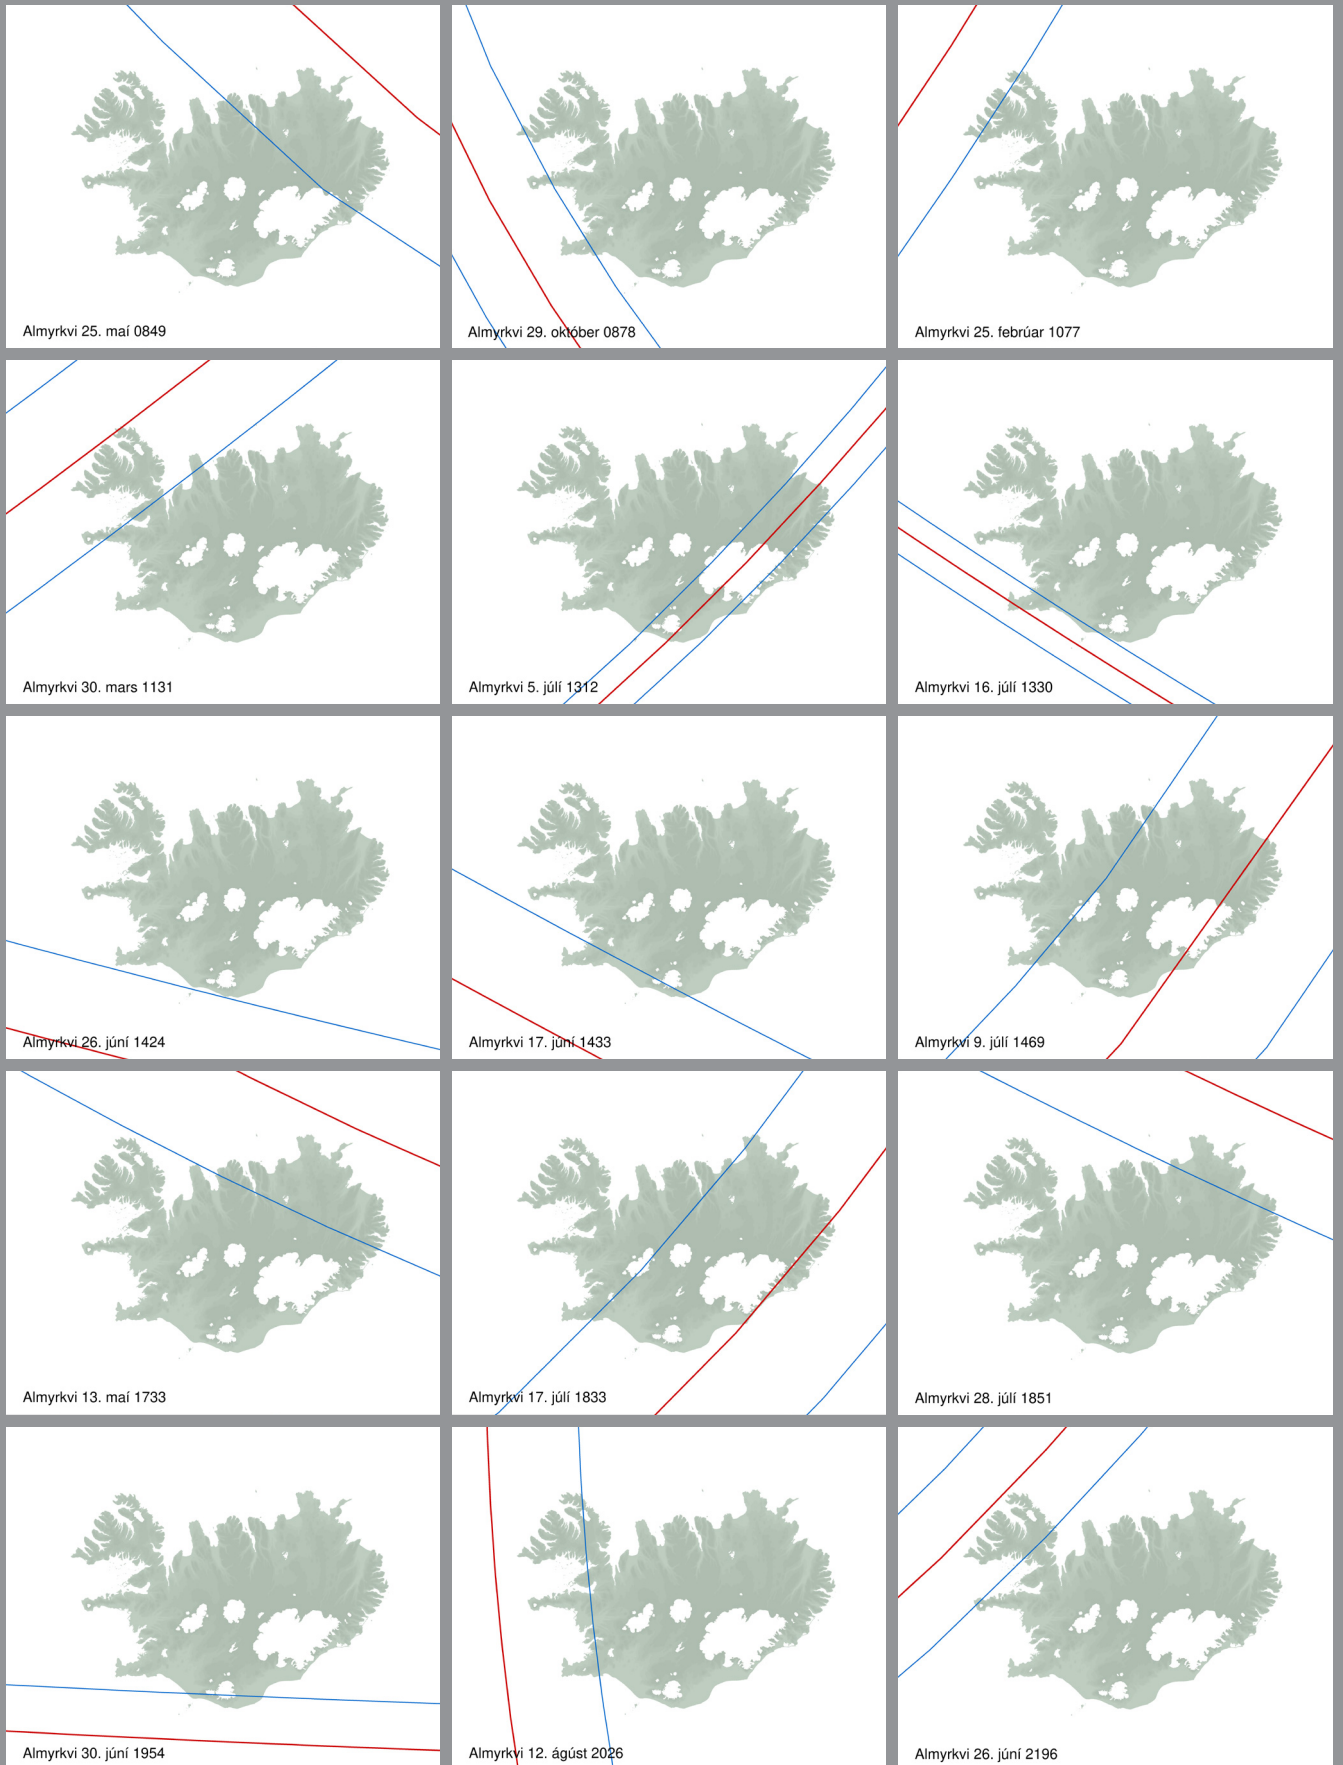 Almyrkvi 25. maí 0849
Almyrkvi 29. október 0878
Almyrkvi 25. febrúar 1077
Almyrkvi 30. mars 1131
Almyrkvi 5. júlí 1312
Almyrkvi 16. júlí 1330
Almyrkvi 26. júní 1424
Almyrkvi 17. júní 1433
Almyrkvi 9. júlí 1469
Almyrkvi 13. maí 1733
Almyrkvi 17. júlí 1833
Almyrkvi 28. júlí 1851
Almyrkvi 30. júní 1954
Almyrkvi 12. ágúst 2026
Almyrkvi 26. júní 2196